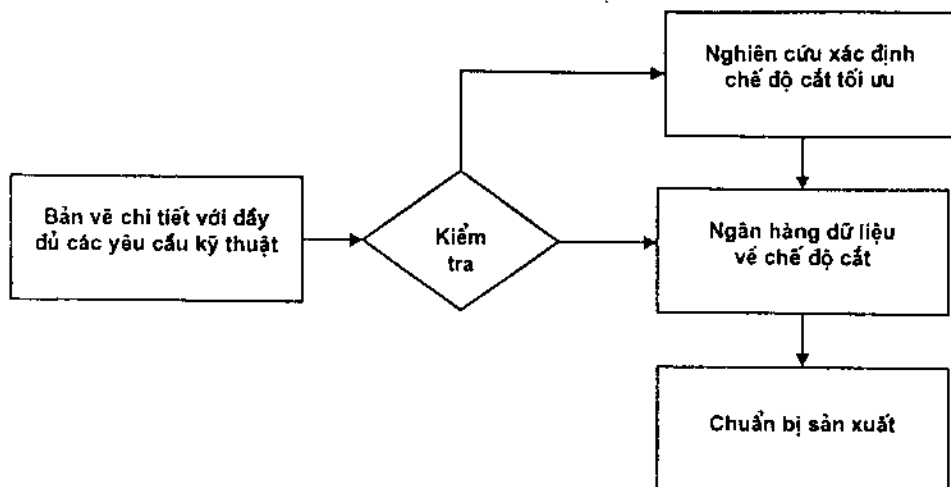 Nghiên cứu xác định
chế độ cắt tối ưu
Bản vẽ chi tiết với đầy
đủ các yêu cầu kỹ thuật
Kiểm
tra
Ngân hàng dữ liệu
về chế độ cắt
Chuẩn bị sản xuất